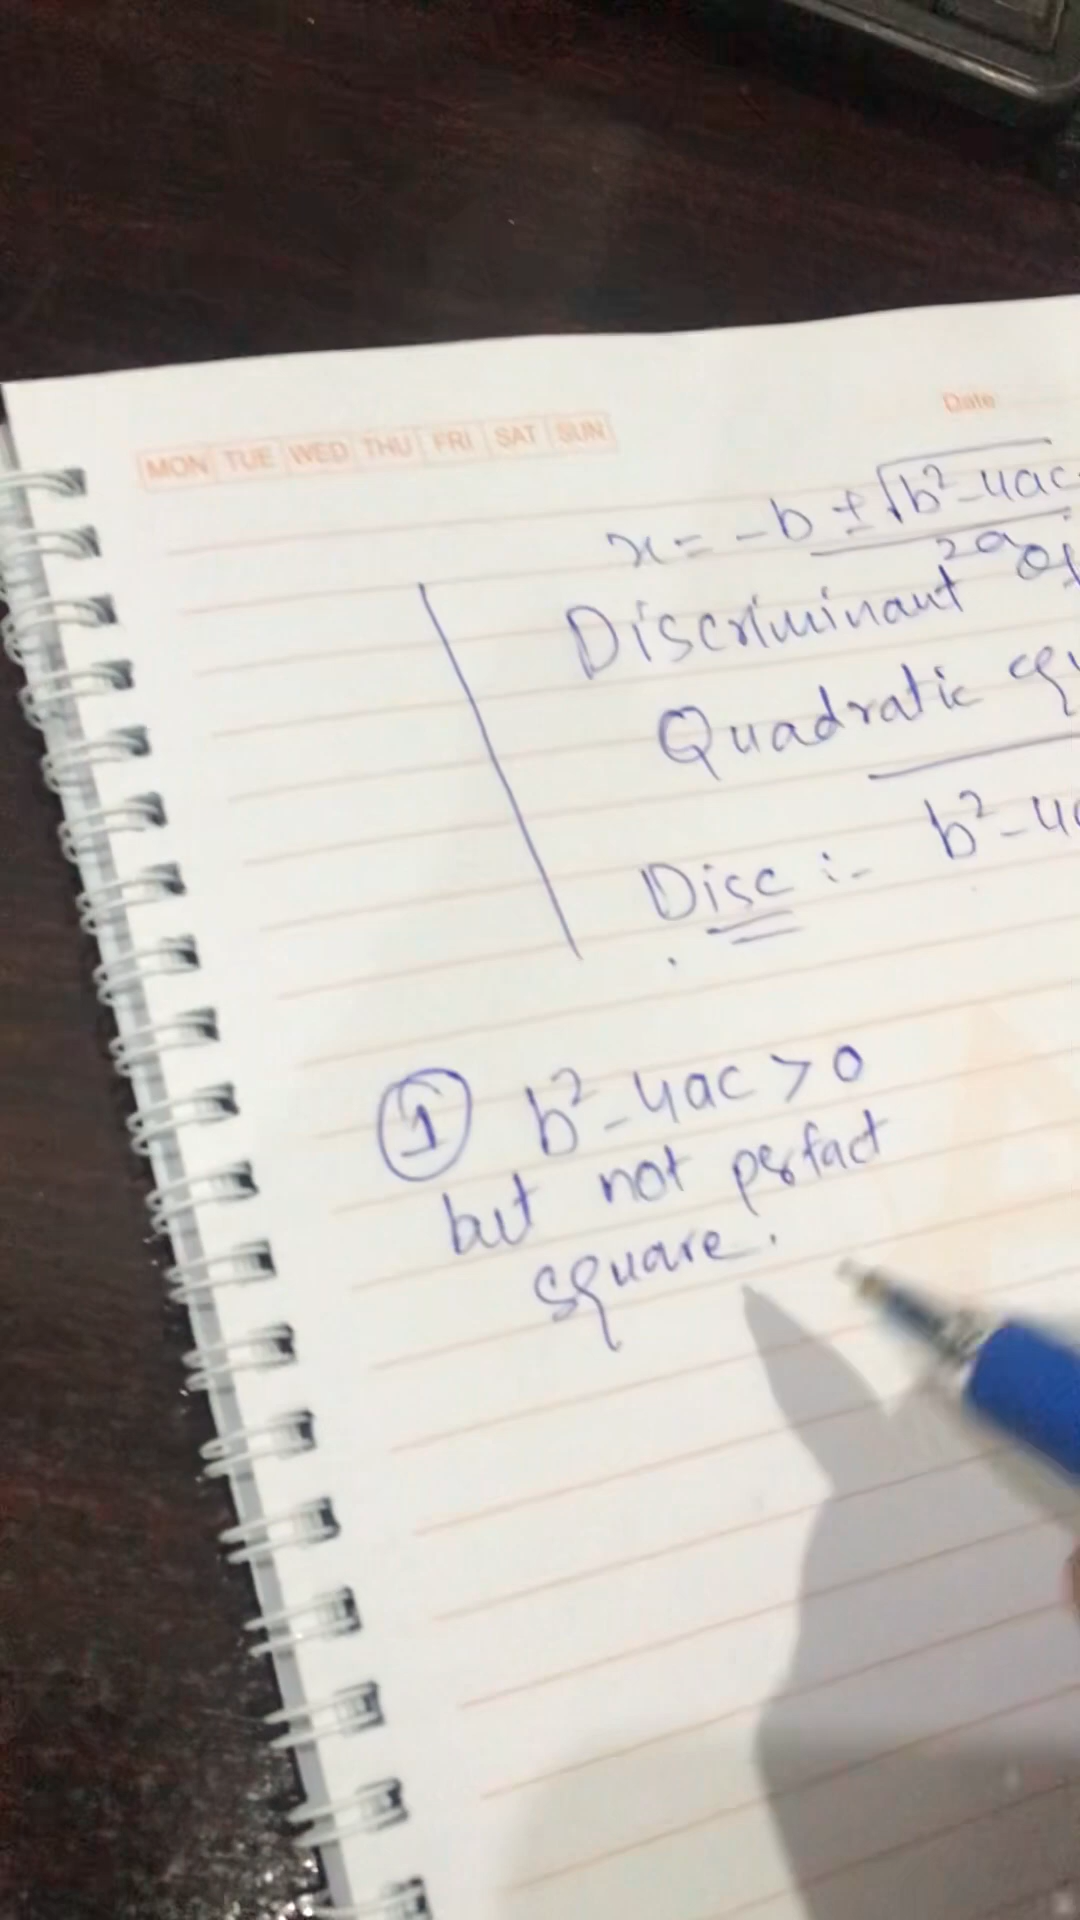 MON TUE WED THU FRI SAT SUN
Date
x = -b ± √b²-4ac
2a
Discriminant of
Quadratic
Disc :- b²-4
① b²-4ac > 0
but not perfact
square.